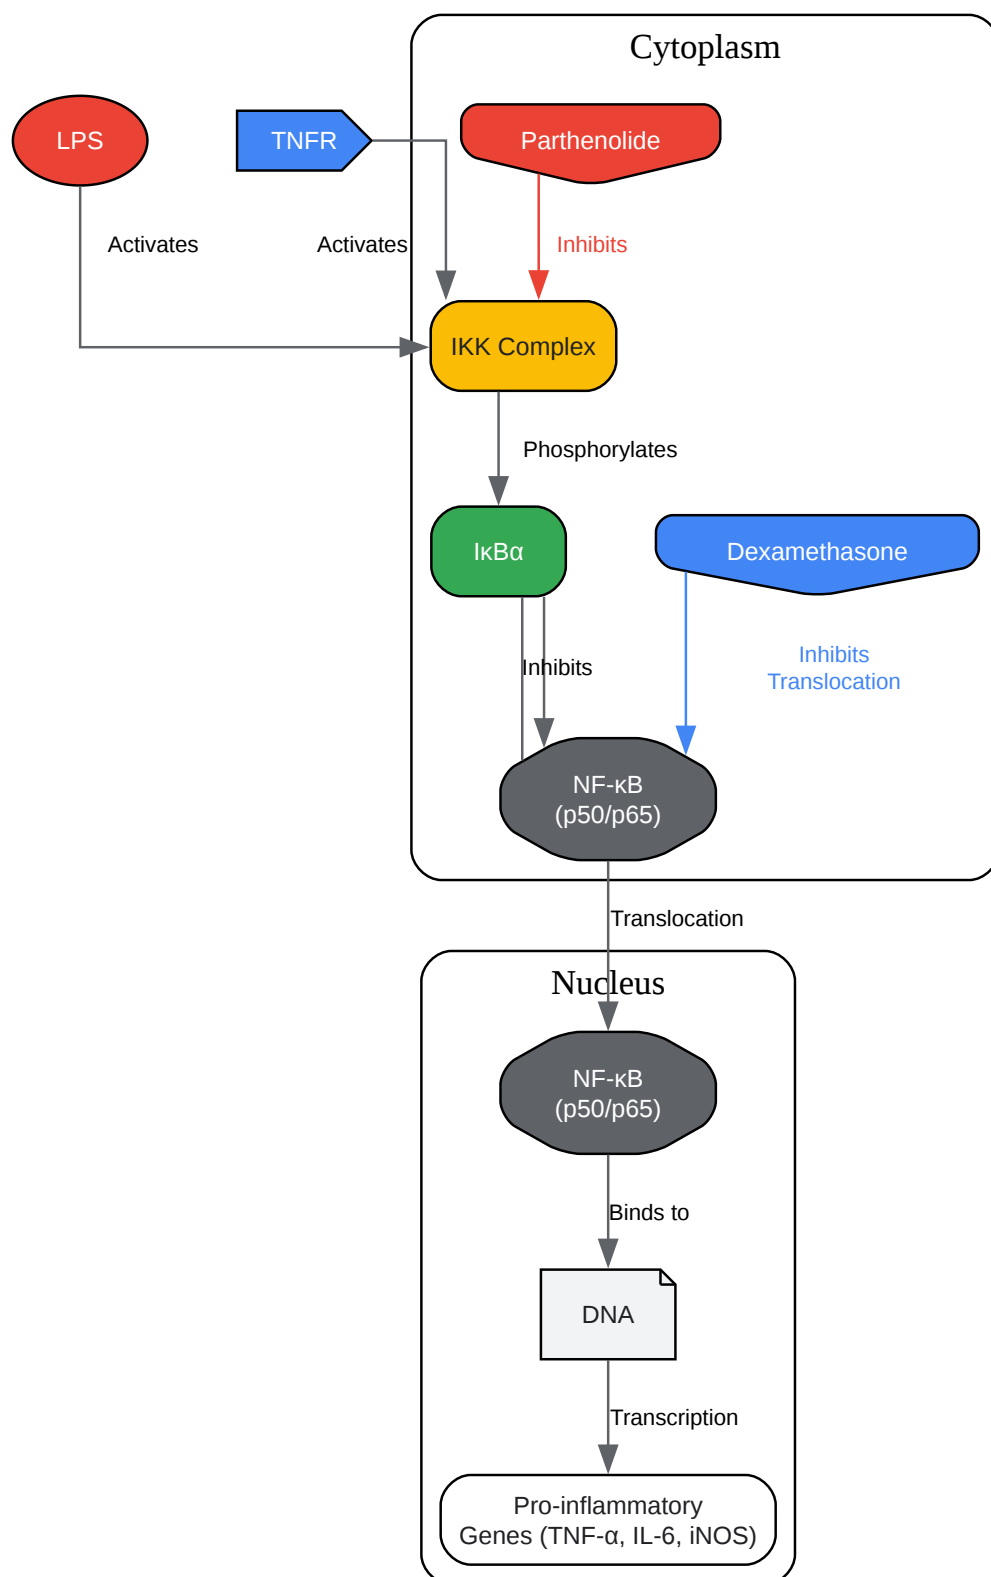 Cytoplasm
LPS
TNFR
Parthenolide
Activates
Activates
Inhibits
IKK Complex
Phosphorylates
IκBα
Dexamethasone
Inhibits
Inhibits
Translocation
NF-κB
(p50/p65)
Translocation
Nucleus
NF-κB
(p50/p65)
Binds to
DNA
Transcription
Pro-inflammatory
Genes (TNF-α, IL-6, iNOS)